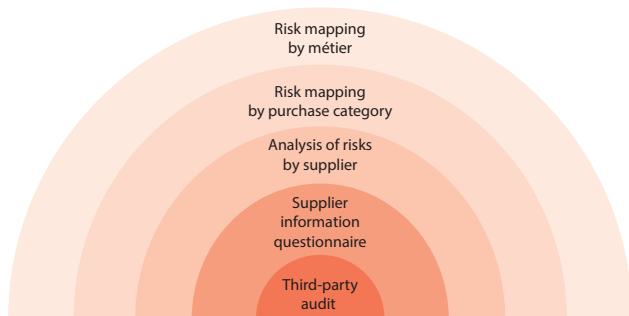 Risk mapping
by métier
Risk mapping
by purchase category
Analysis of risks
by supplier
Supplier
information
questionnaire
Third-party
audit